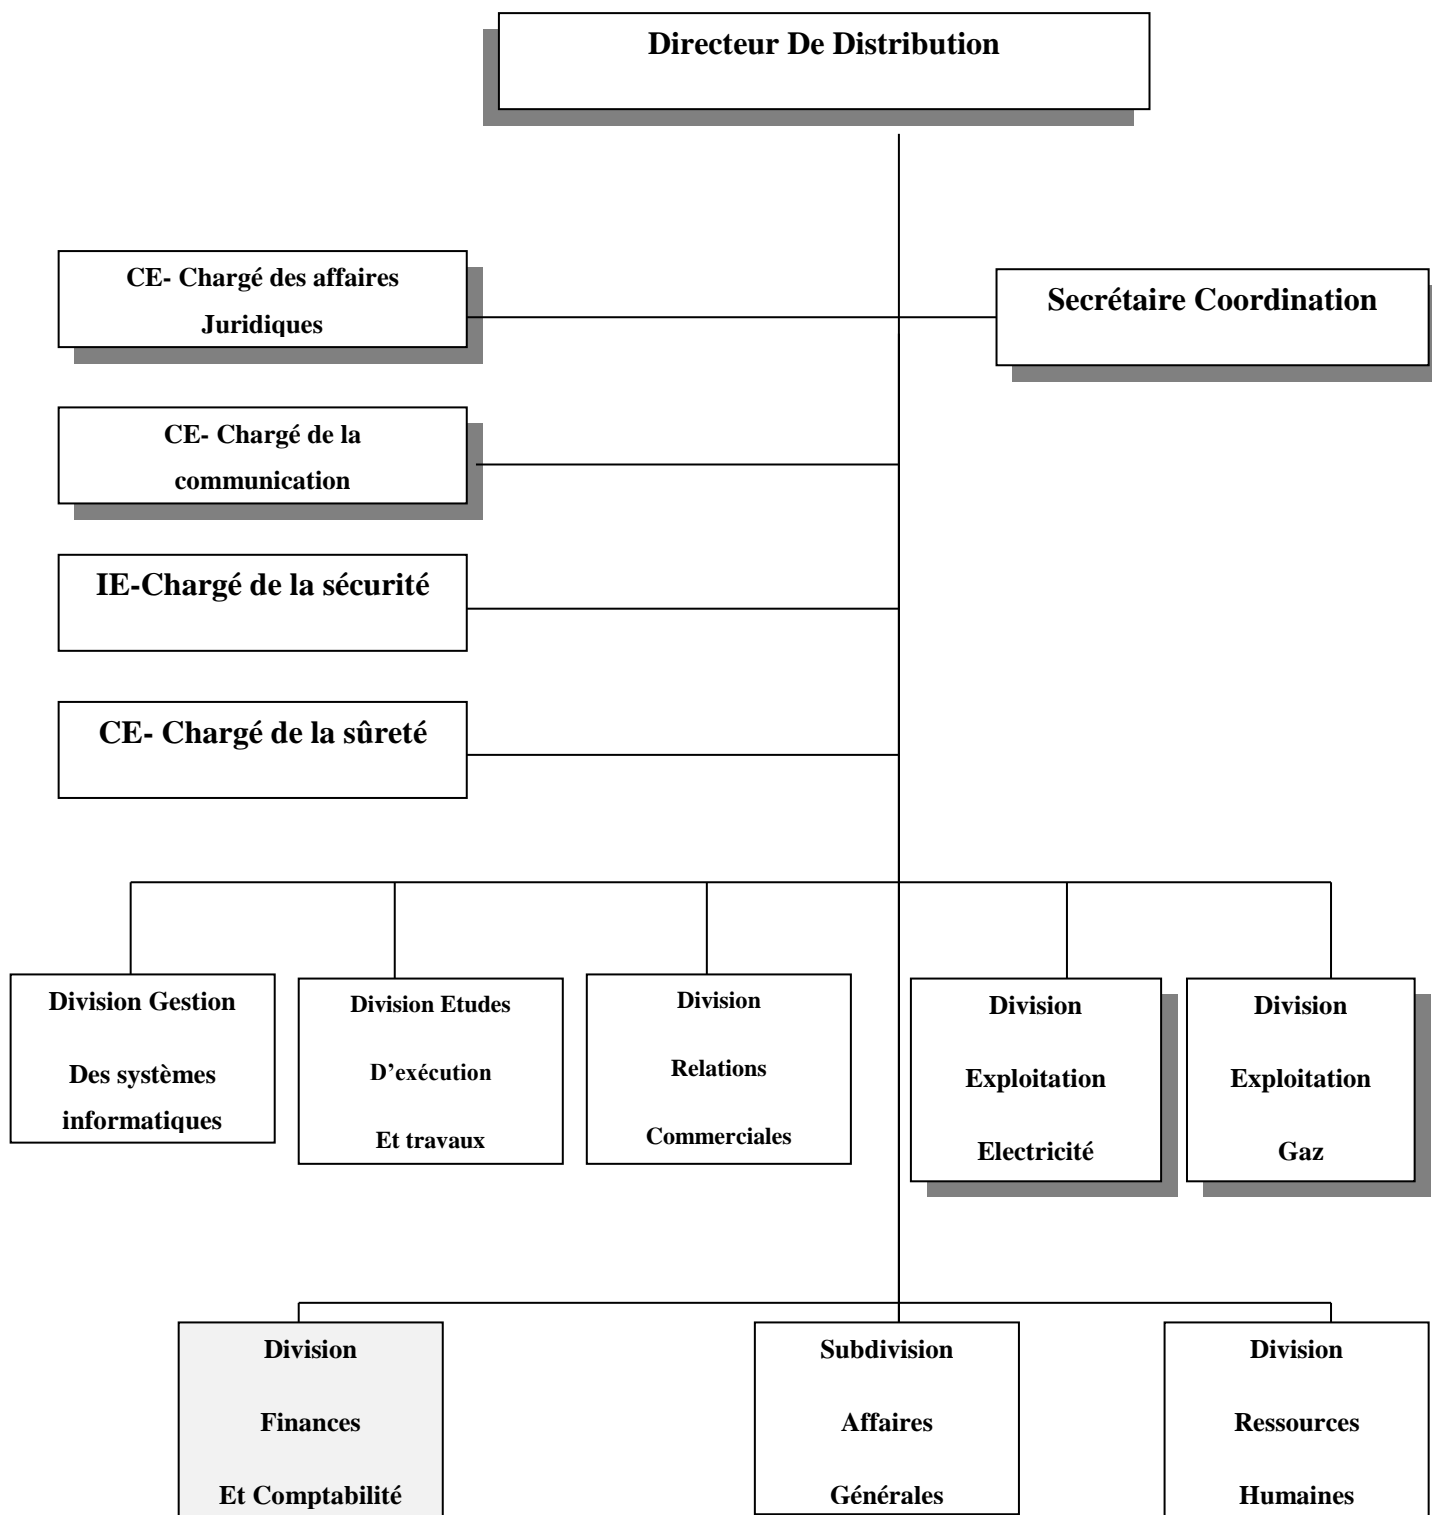 Directeur De Distribution
CE- Chargé des affaires
Juridiques
Secrétaire Coordination
CE- Chargé de la
communication
IE-Chargé de la sécurité
CE- Chargé de la sûreté
Division Gestion
Des systèmes
informatiques
Division Etudes
D’exécution
Et travaux
Division
Relations
Commerciales
Division
Exploitation
Electricité
Division
Exploitation
Gaz
Division
Finances
Et Comptabilité
Subdivision
Affaires
Générales
Division
Ressources
Humaines